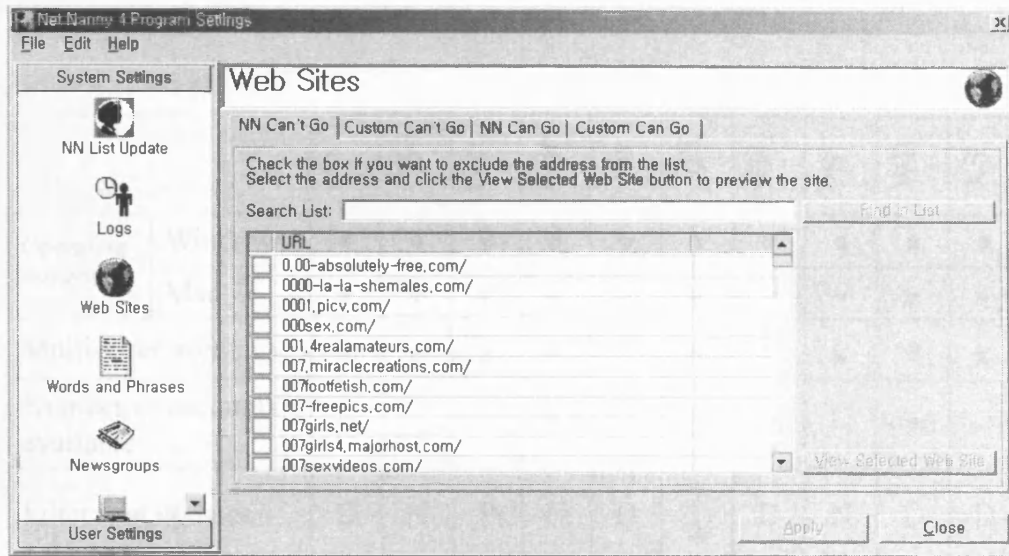 Net Nanny 4 Program Settings
File Edit Help
System Settings
NN List Update
Logs
Web Sites
Words and Phrases
Newsgroups
User Settings
Web Sites
NN Can't Go Custom Can't Go NN Can Go Custom Can Go
Check the box if you want to exclude the address from the list.
Select the address and click the View Selected Web Site button to preview the site.
Search List: Find in List
URL
0.00-absolutely-free.com/
0000-la-la-shemales.com/
0001.picv.com/
000sex.com/
001.4realamateurs.com/
007.miraclecreations.com/
007footfetish.com/
007-freepics.com/
007girls.net/
007girls4.majorhost.com/
007sexvideos.com/
View Selected Web Site
Apply Close